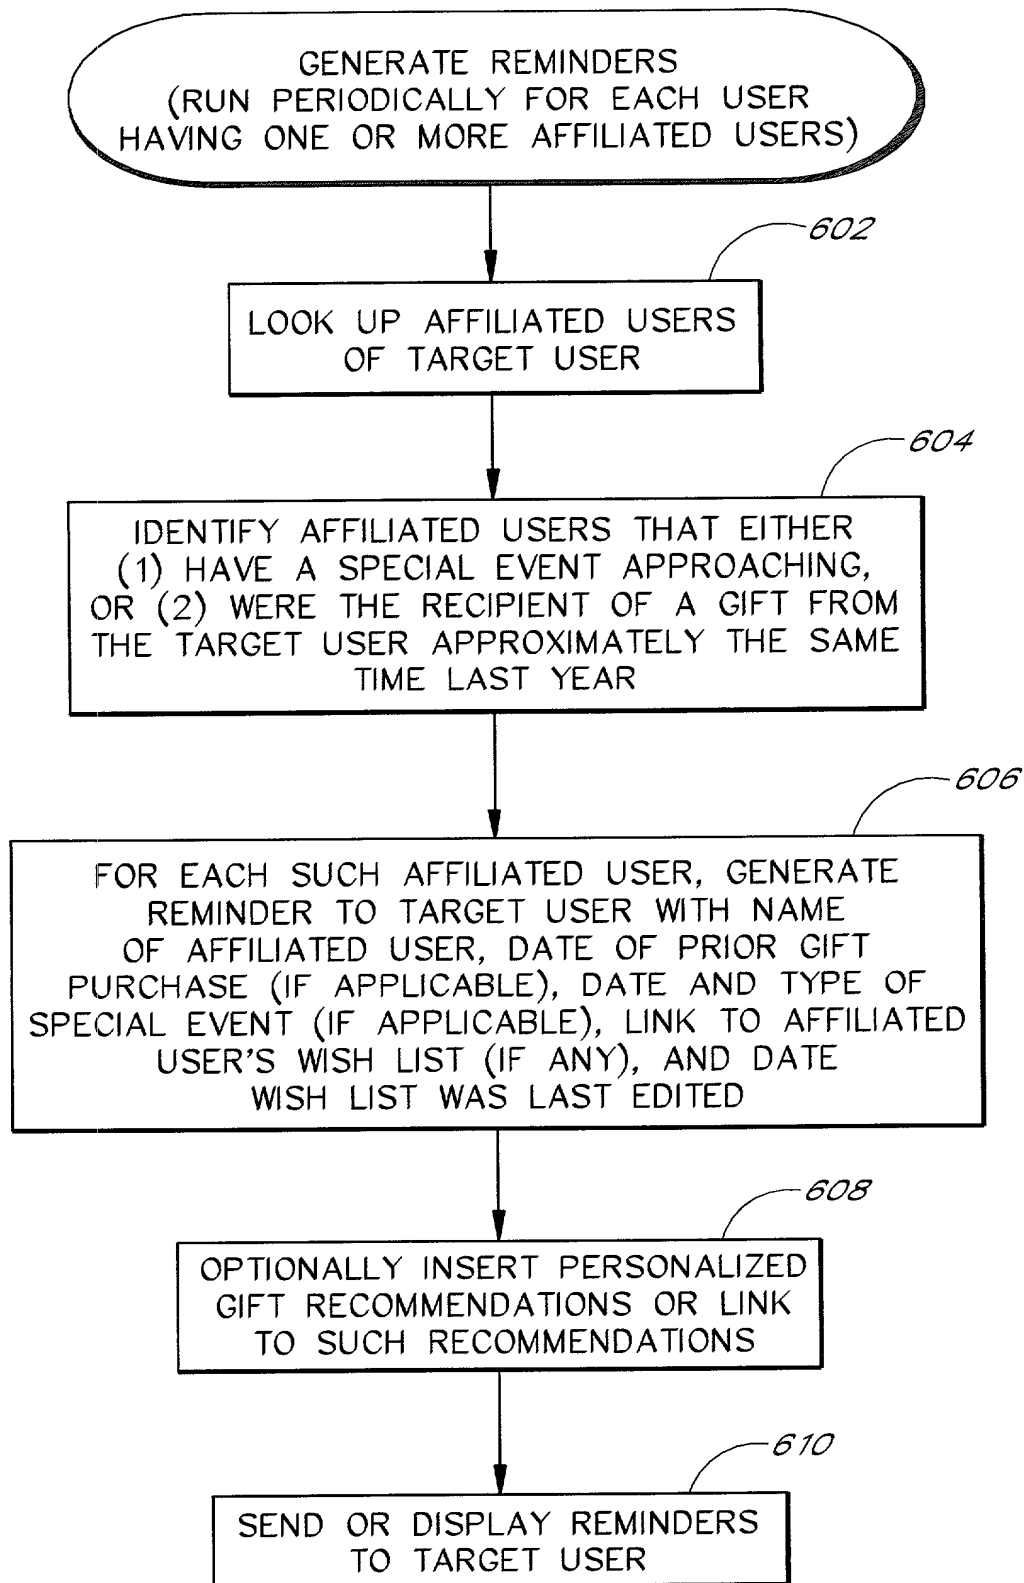 GENERATE REMINDERS
(RUN PERIODICALLY FOR EACH USER
HAVING ONE OR MORE AFFILIATED USERS)
602
LOOK UP AFFILIATED USERS
OF TARGET USER
604
IDENTIFY AFFILIATED USERS THAT EITHER
(1) HAVE A SPECIAL EVENT APPROACHING,
OR (2) WERE THE RECIPIENT OF A GIFT FROM
THE TARGET USER APPROXIMATELY THE SAME
TIME LAST YEAR
606
FOR EACH SUCH AFFILIATED USER, GENERATE
REMINDER TO TARGET USER WITH NAME
OF AFFILIATED USER, DATE OF PRIOR GIFT
PURCHASE (IF APPLICABLE), DATE AND TYPE OF
SPECIAL EVENT (IF APPLICABLE), LINK TO AFFILIATED
USER'S WISH LIST (IF ANY), AND DATE
WISH LIST WAS LAST EDITED
608
OPTIONALLY INSERT PERSONALIZED
GIFT RECOMMENDATIONS OR LINK
TO SUCH RECOMMENDATIONS
610
SEND OR DISPLAY REMINDERS
TO TARGET USER